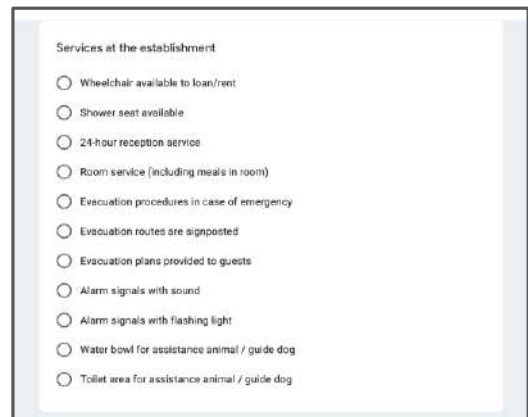 Services at the establishment
Wheelchair available to loan/rent
Shower seat available
24-hour reception service
Room service (including meals in room)
Evacuation procedures in case of emergency
Evacuation routes are signposted
Evacuation plans provided to guests
Alarm signals with sound
Alarm signals with flashing light
Water bowl for assistance animal / guide dog
Toilet area for assistance animal / guide dog